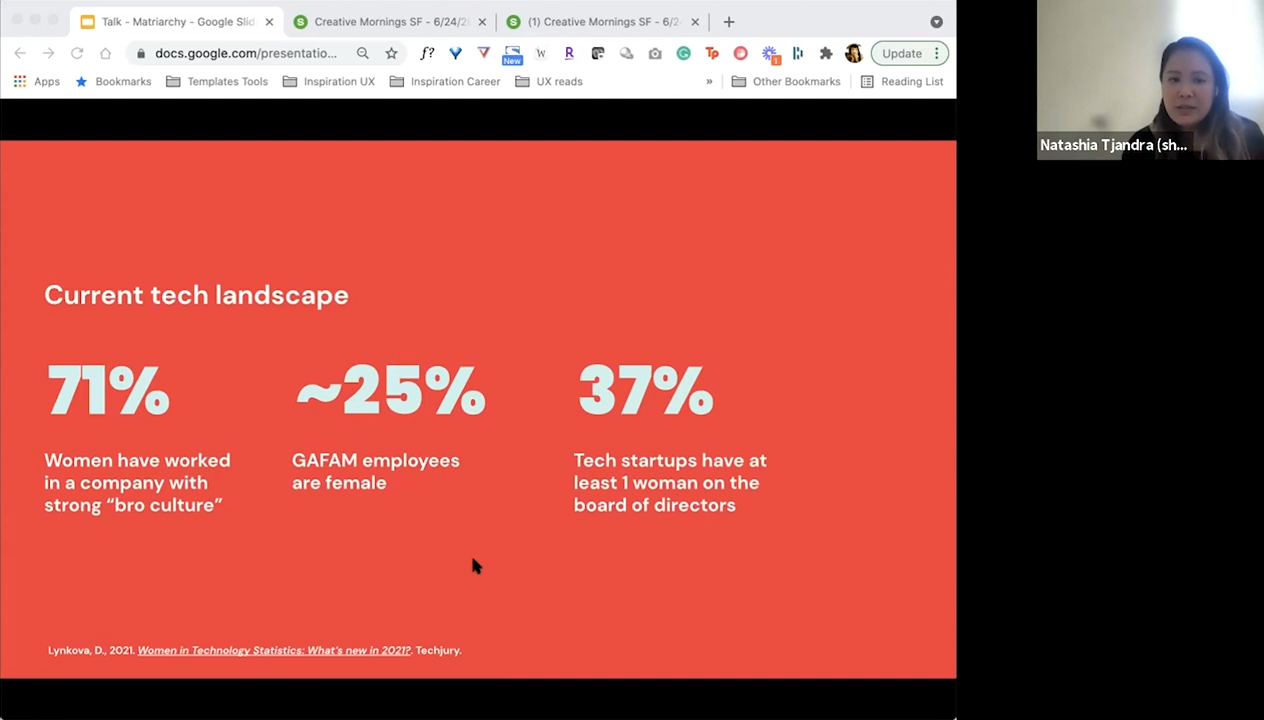 Talk - Matriarchy - Google Slid
Creative Mornings SF - 6/24/2
(1) Creative Mornings SF - 6/2
docs.google.com/presentatio...
f?
New
W
R
Tp
1
Update
Apps
Bookmarks
Templates Tools
Inspiration UX
Inspiration Career
UX reads
»
Other Bookmarks
Reading List
Natashia Tjandra (sh...
Current tech landscape
71%
~25%
37%
Women have worked
in a company with
strong “bro culture”
GAFAM employees
are female
Tech startups have at
least 1 woman on the
board of directors
Lynkova, D., 2021. Women in Technology Statistics: What's new in 2021?. Techjury.